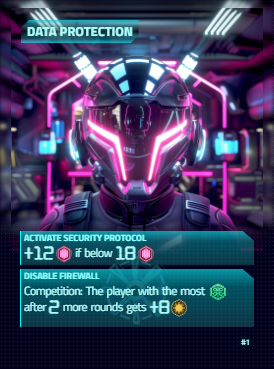 DATA PROTECTION
ACTIVATE SECURITY PROTOCOL
+12 if below 18
DISABLE FIREWALL
Competition: The player with the most
after 2 more rounds gets +8
#1